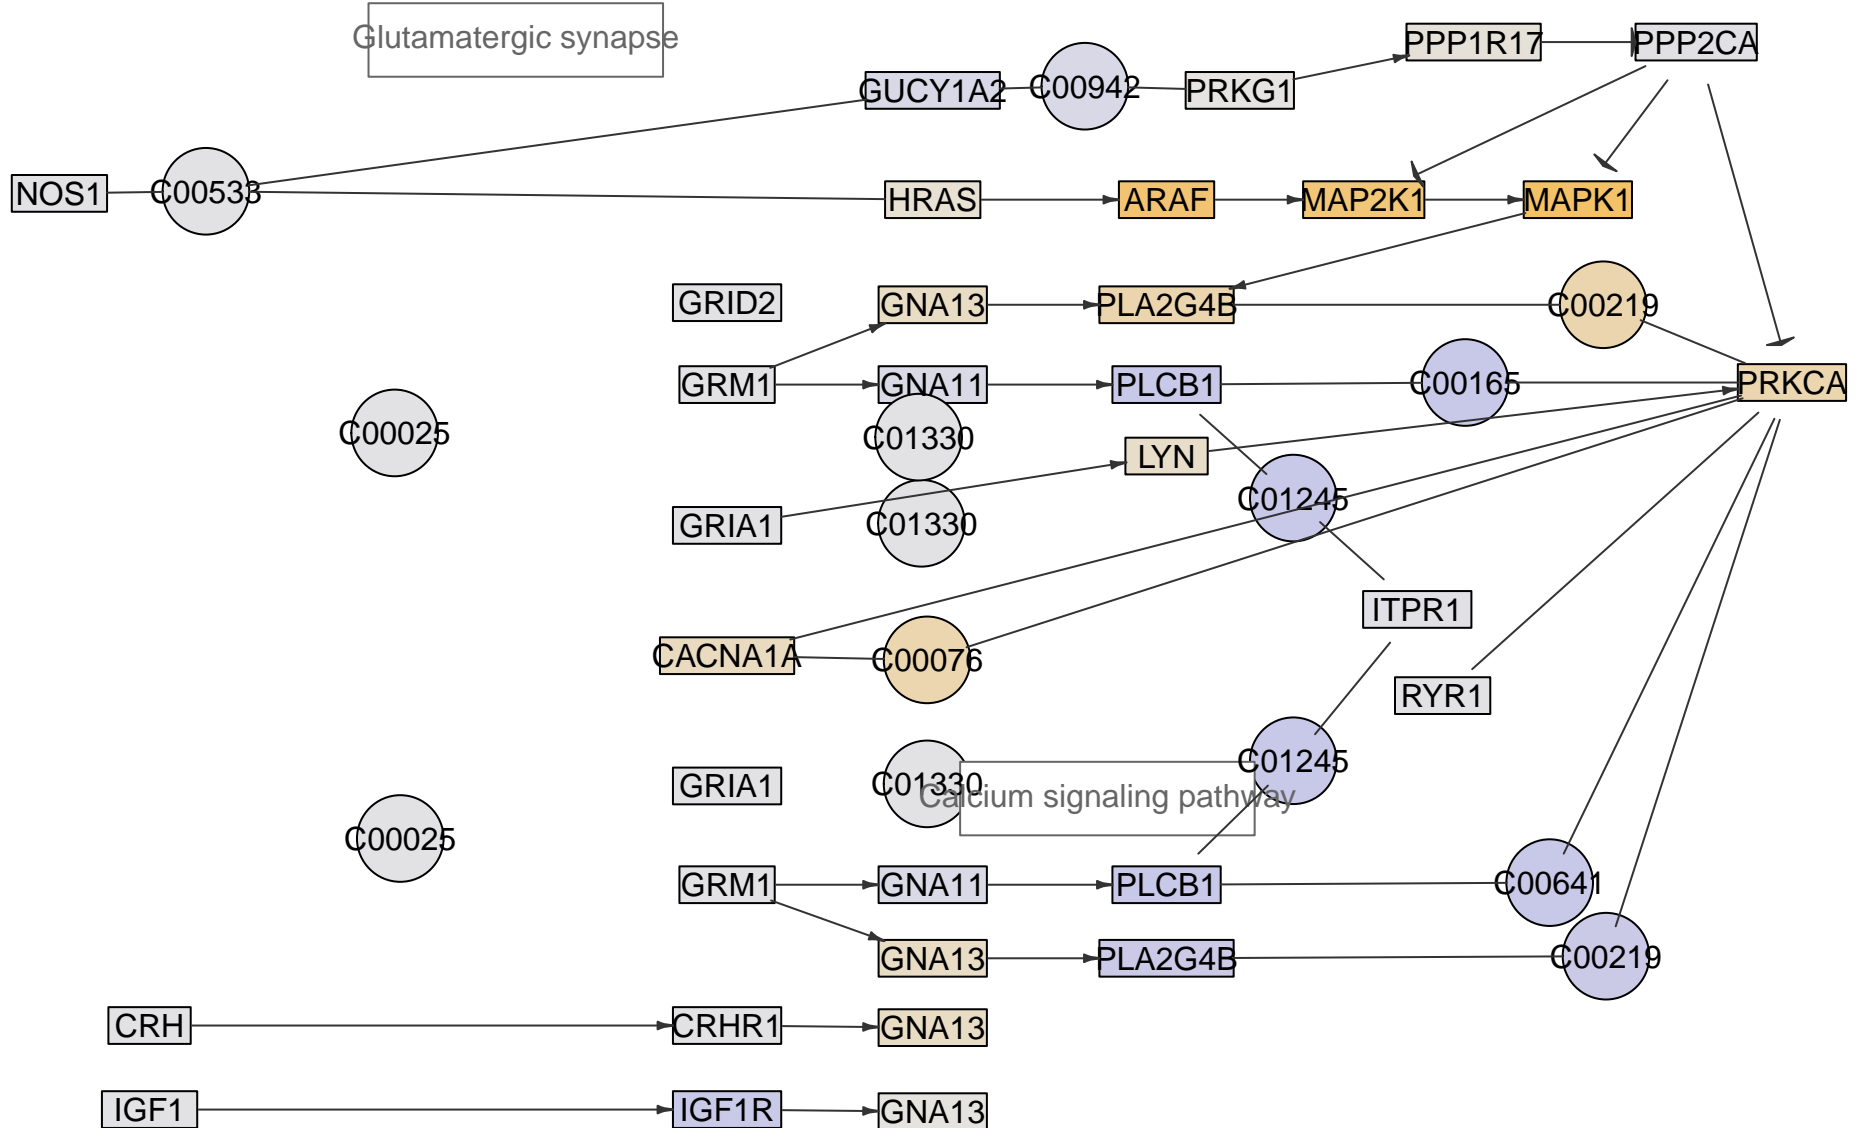 Glutamatergic synapse
PPP1R17
PPP2CA
GUCY1A2
C00942
PRKG1
NOS1
C00533
HRAS
ARAF
MAP2K1
MAPK1
GRID2
GNA13
PLA2G4B
C00219
GRM1
GNA11
PLCB1
C00165
PRKCA
C00025
C01330
LYN
GRIA1
C01330
C01245
ITPR1
CACNA1A
C00076
RYR1
GRIA1
C01330
C01245
Calcium signaling pathway
C00025
GRM1
GNA11
PLCB1
C00641
GNA13
PLA2G4B
C00219
CRH
CRHR1
GNA13
IGF1
IGF1R
GNA13